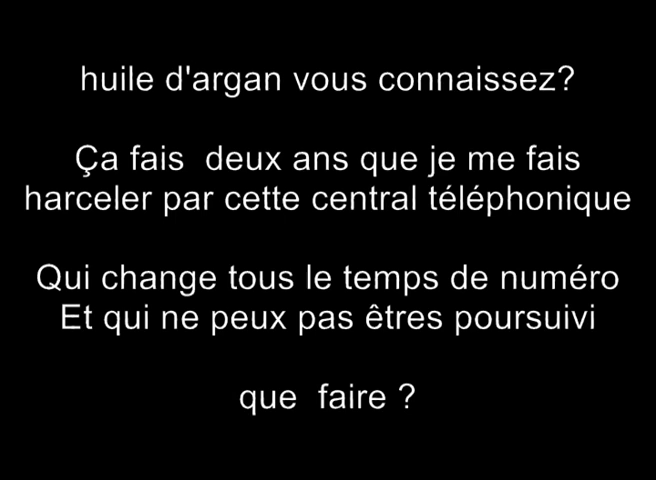 huile d'argan vous connaissez?
Ça fais deux ans que je me fais
harceler par cette central téléphonique
Qui change tous le temps de numéro
Et qui ne peux pas êtres poursuivi
que faire ?